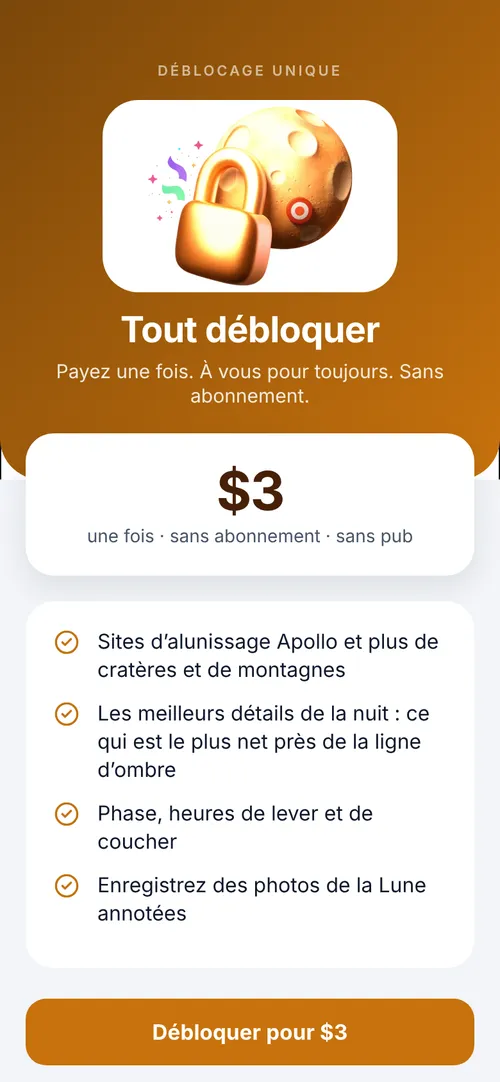 DÉBLOCAGE UNIQUE
Tout débloquer
Payez une fois. À vous pour toujours. Sans
abonnement.
$3
une fois · sans abonnement · sans pub
Sites d’alunissage Apollo et plus de
cratères et de montagnes
Les meilleurs détails de la nuit : ce
qui est le plus net près de la ligne
d’ombre
Phase, heures de lever et de
coucher
Enregistrez des photos de la Lune
annotées
Débloquer pour $3